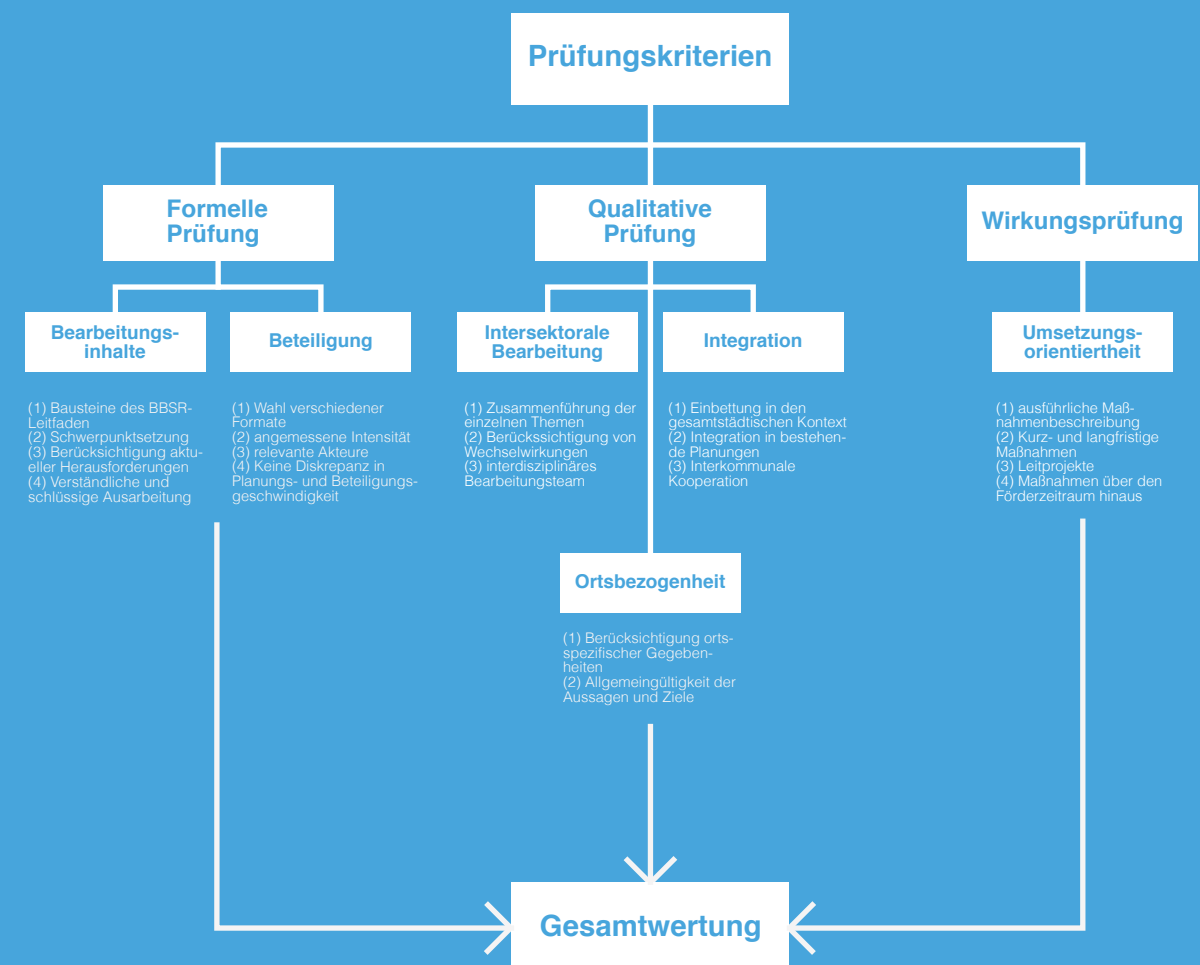 Prüfungskriterien
Formelle
Prüfung
Qualitative
Prüfung
Wirkungsprüfung
Bearbeitungs-
inhalte
Beteiligung
Intersektorale
Bearbeitung
Integration
Umsetzungs-
orientiertheit
(1) Bausteine des BBSR-
Leitfaden
(2) Schwerpunktsetzung
(3) Berücksichtigung aktu-
eller Herausforderungen
(4) Verständliche und
schlüssige Ausarbeitung
(1) Wahl verschiedener
Formate
(2) angemessene Intensität
(3) relevante Akteure
(4) Keine Diskrepanz in
Planungs- und Beteiligungs-
geschwindigkeit
(1) Zusammenführung der
einzelnen Themen
(2) Berückssichtigung von
Wechselwirkungen
(3) interdisziplinäres
Bearbeitungsteam
(1) Einbettung in den
gesamtstädtischen Kontext
(2) Integration in bestehen-
de Planungen
(3) Interkommunale
Kooperation
(1) ausführliche Maß-
nahmenbeschreibung
(2) Kurz- und langfristige
Maßnahmen
(3) Leitprojekte
(4) Maßnahmen über den
Förderzeitraum hinaus
Ortsbezogenheit
(1) Berücksichtigung orts-
spezifischer Gegeben-
heiten
(2) Allgemeingültigkeit der
Aussagen und Ziele
Gesamtwertung